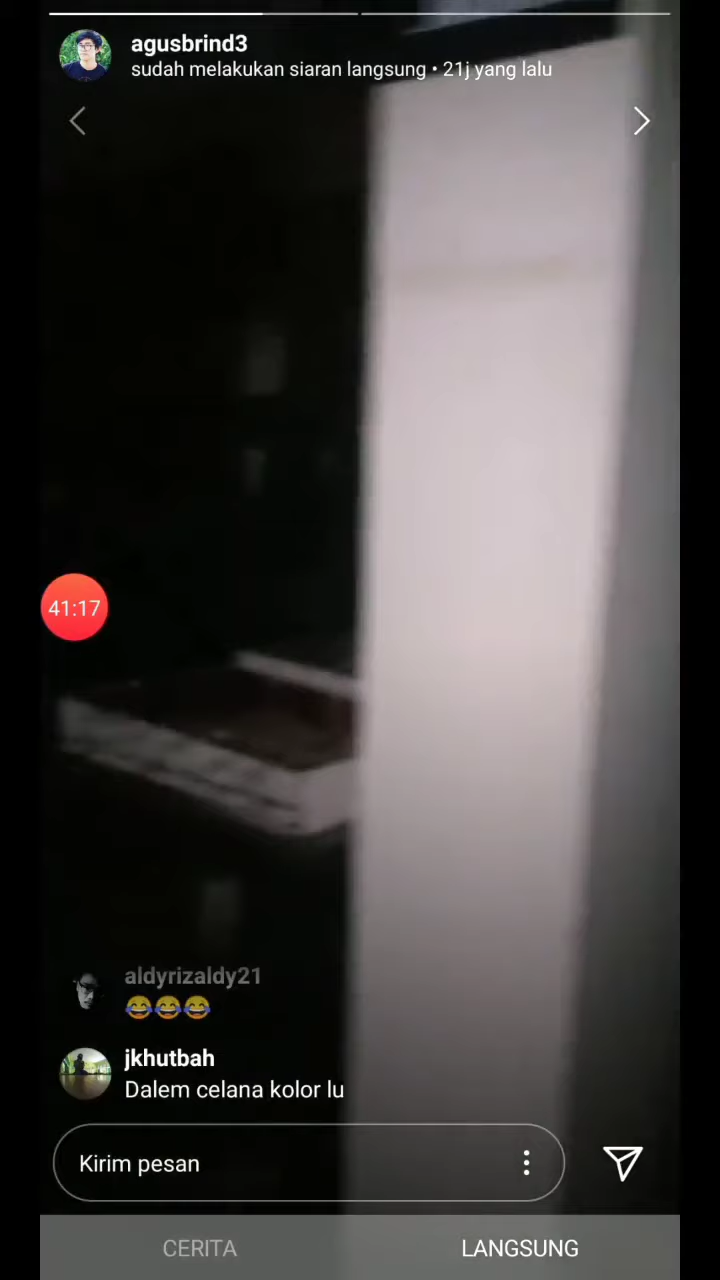 agusbrind3
sudah melakukan siaran langsung • 21j yang lalu
41:17
aldyrizaldy21
😂😂😂
jkhutbah
Dalem celana kolor lu
Kirim pesan
CERITA
LANGSUNG